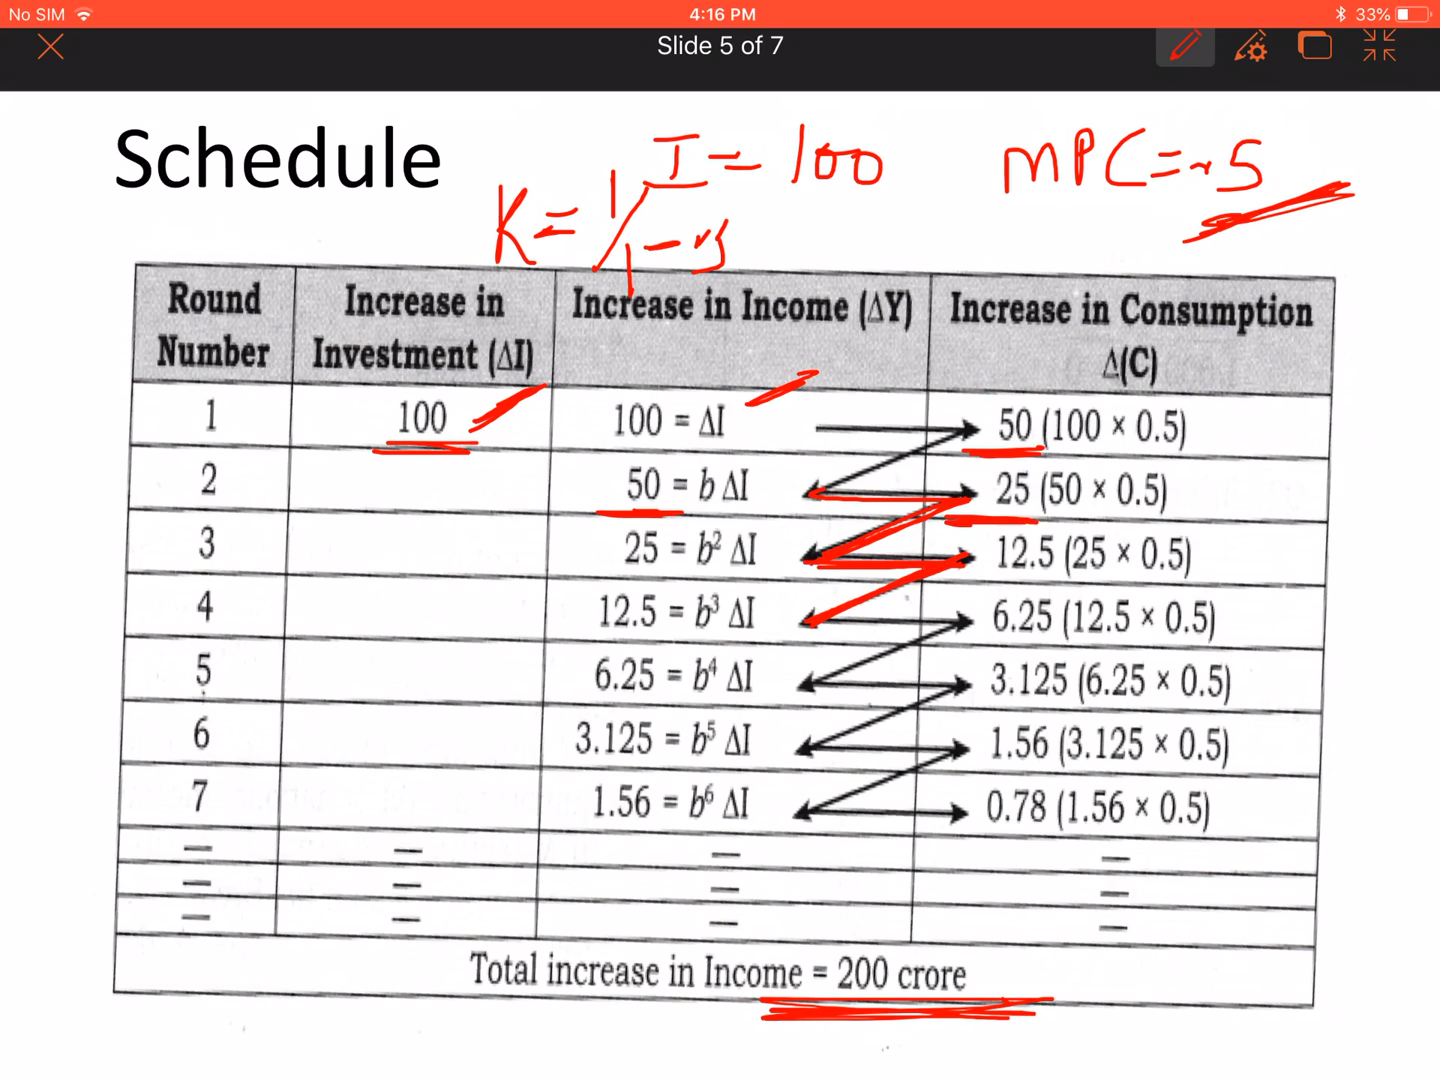 No SIM 4:16 PM 33%
Slide 5 of 7
Schedule
I = 100 MPC = .5
K = 1/1-.5
Round Number Increase in Investment (ΔI) Increase in Income (ΔY) Increase in Consumption Δ(C)
1 100 100 = ΔI 50 (100 × 0.5)
2 50 = b ΔI 25 (50 × 0.5)
3 25 = b² ΔI 12.5 (25 × 0.5)
4 12.5 = b³ ΔI 6.25 (12.5 × 0.5)
5 6.25 = b⁴ ΔI 3.125 (6.25 × 0.5)
6 3.125 = b⁵ ΔI 1.56 (3.125 × 0.5)
7 1.56 = b⁶ ΔI 0.78 (1.56 × 0.5)
— — — —
— — — —
— — — —
Total increase in Income = 200 crore